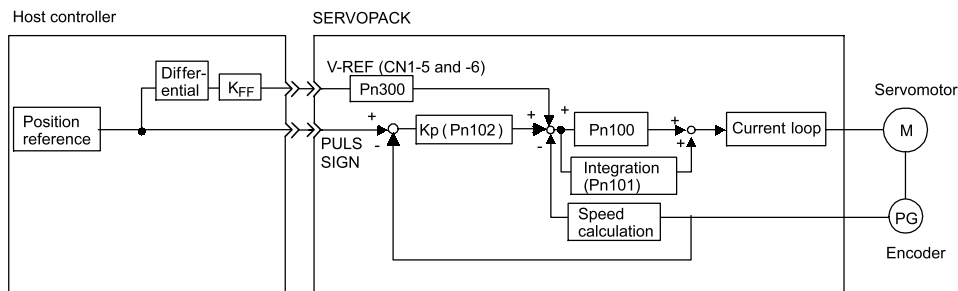 Host controller
SERVOPACK
V-REF (CN1-5 and -6)
Differ-
ential
KFF
Pn300
Position
reference
PULS
SIGN
+
-
Kp (Pn102)
+
+
-
Pn100
+
+
Integration
(Pn101)
Current loop
Speed
calculation
Servomotor
M
PG
Encoder